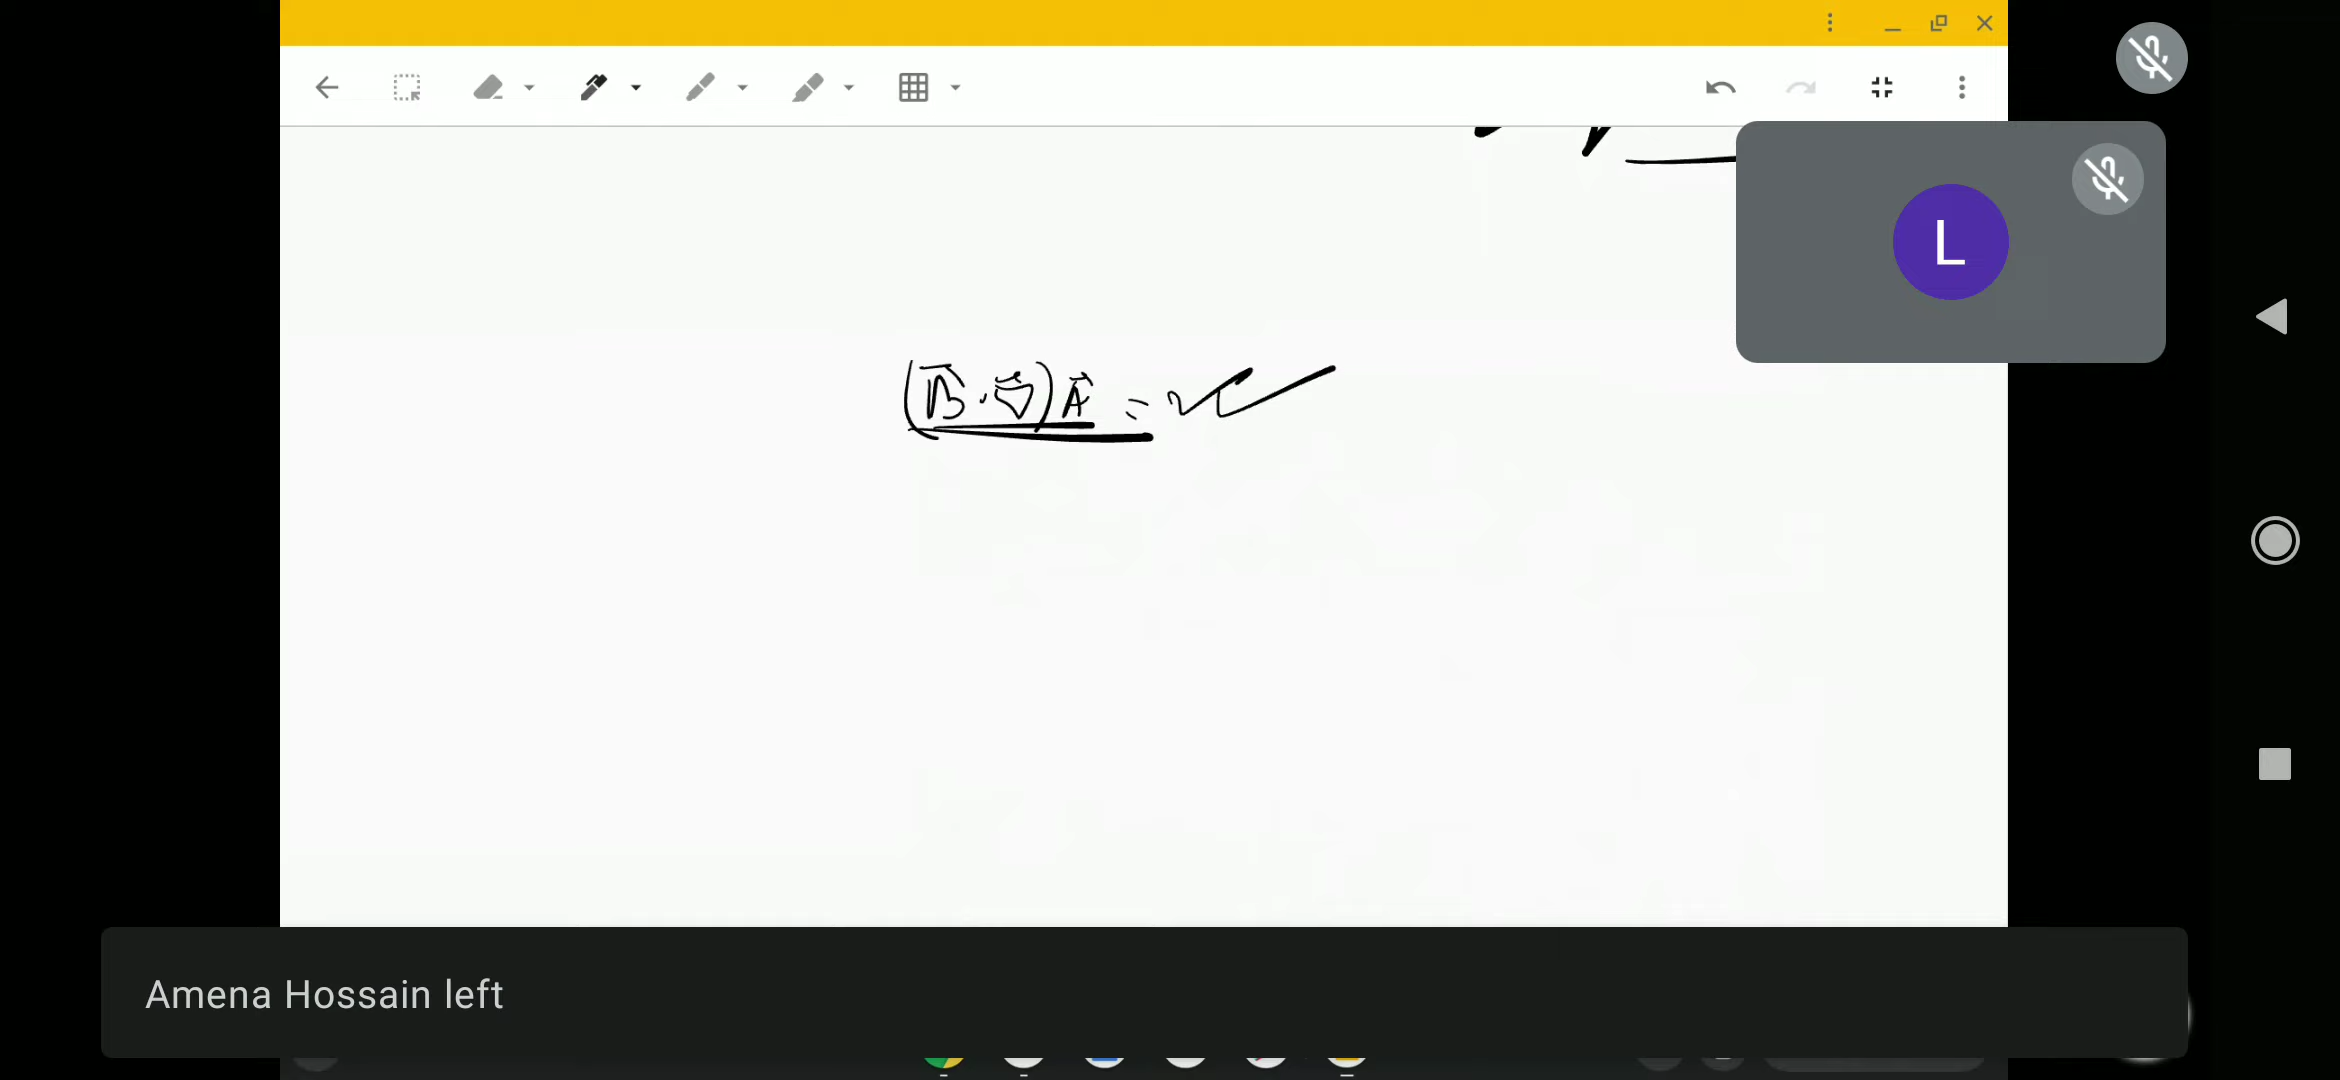 L
(B⃗·∇⃗)A⃗ =
Amena Hossain left